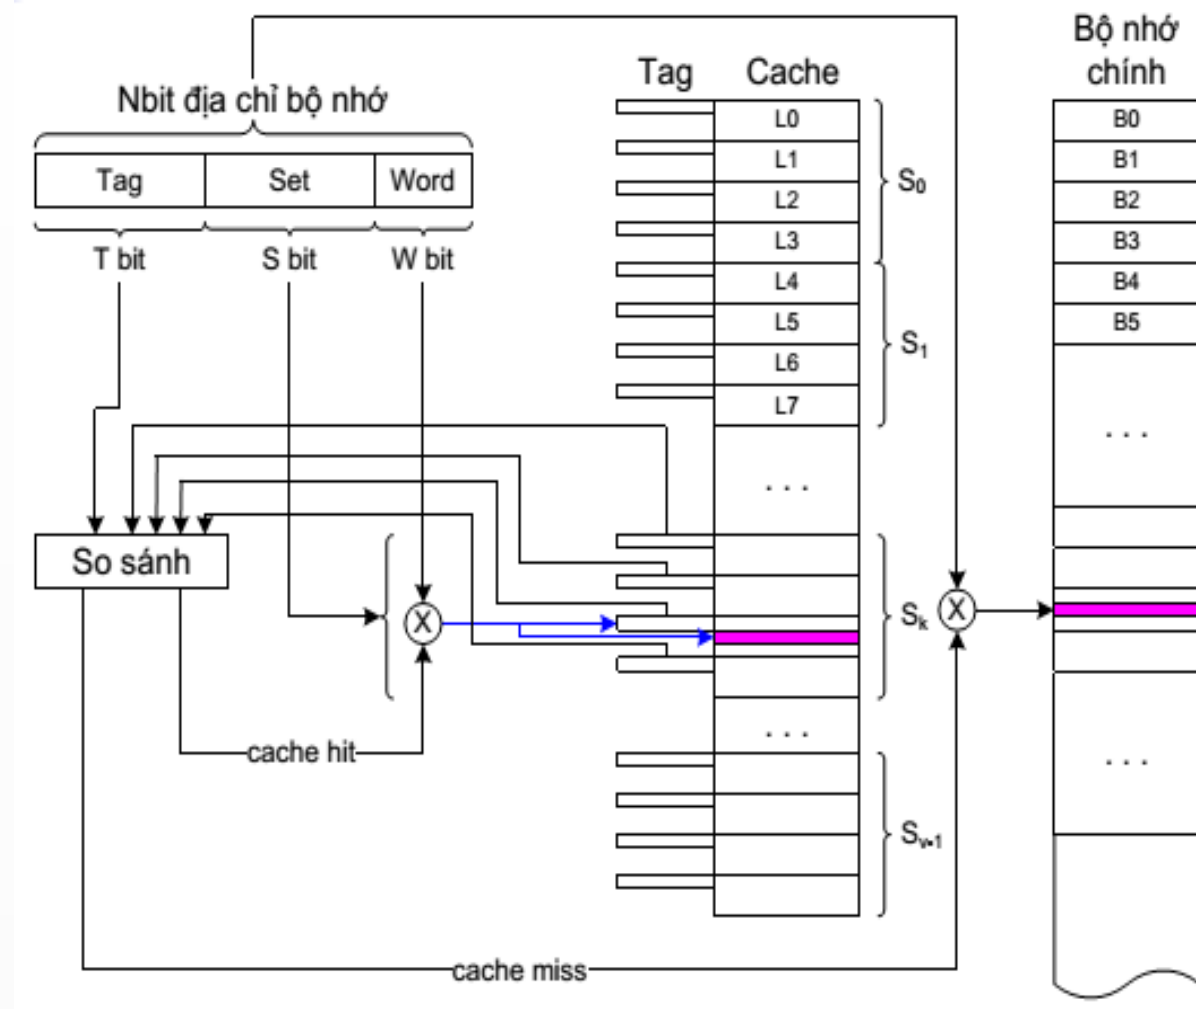 Bộ nhớ
chính
Tag Cache
Nbit địa chỉ bộ nhớ
Tag Set Word
T bit S bit W bit
L0
L1
L2
L3
S₀
L4
L5
L6
L7
S₁
. . .
B0
B1
B2
B3
B4
B5
. . .
So sánh
X
Sₖ
X
cache hit
. . .
. . .
Sᵥ₋₁
cache miss